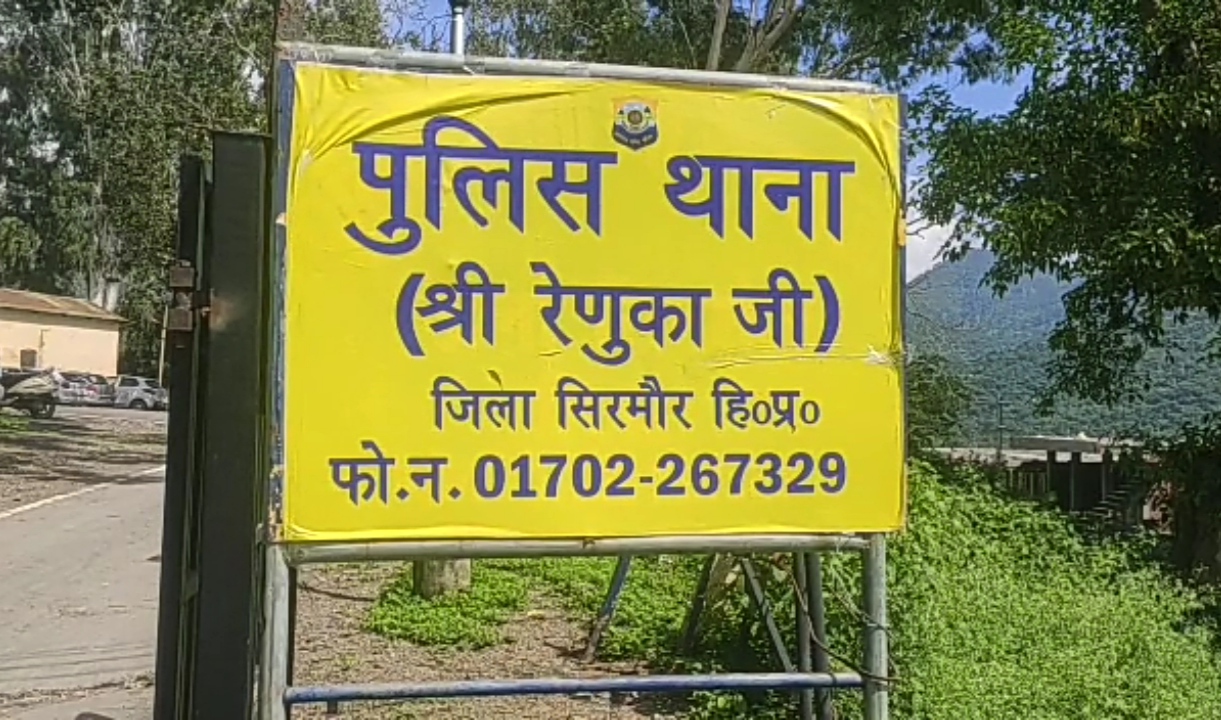 पुलिस थाना
(श्री रेणुका जी)
जिला सिरमौर हि०प्र०
फो.न. 01702-267329